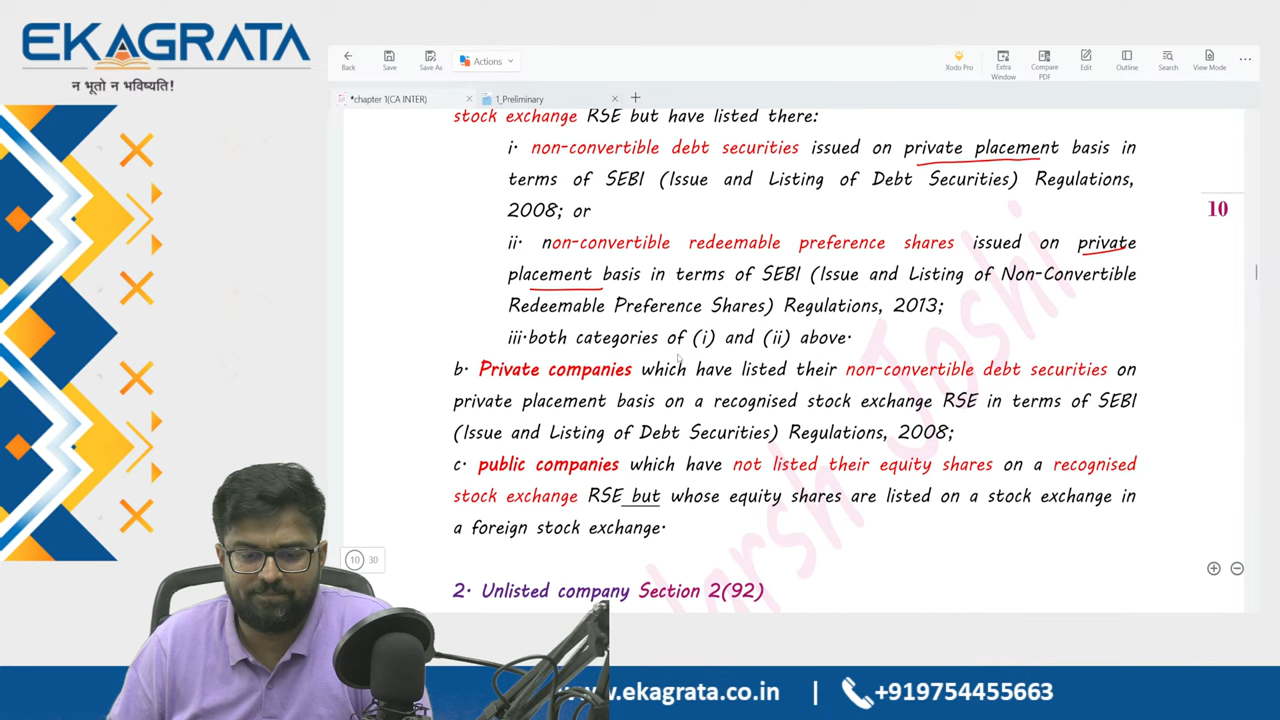 EKAGRATA
न भूतो न भविष्यति!
Back
Save
Save As
Actions
Xodo Pro
Extra Window
Compare PDF
Edit
Outline
Search
View Mode
*chapter 1(CA INTER)
1_Preliminary
stock exchange RSE but have listed there:
i. non-convertible debt securities issued on private placement basis in
terms of SEBI (Issue and Listing of Debt Securities) Regulations,
2008; or
10
ii. non-convertible redeemable preference shares issued on private
placement basis in terms of SEBI (Issue and Listing of Non-Convertible
Redeemable Preference Shares) Regulations, 2013;
iii.both categories of (i) and (ii) above.
b. Private companies which have listed their non-convertible debt securities on
private placement basis on a recognised stock exchange RSE in terms of SEBI
(Issue and Listing of Debt Securities) Regulations, 2008;
c. public companies which have not listed their equity shares on a recognised
stock exchange RSE but whose equity shares are listed on a stock exchange in
a foreign stock exchange.
10 30
2. Unlisted company Section 2(92)
arsh Joshi
www.ekagrata.co.in | +919754455663